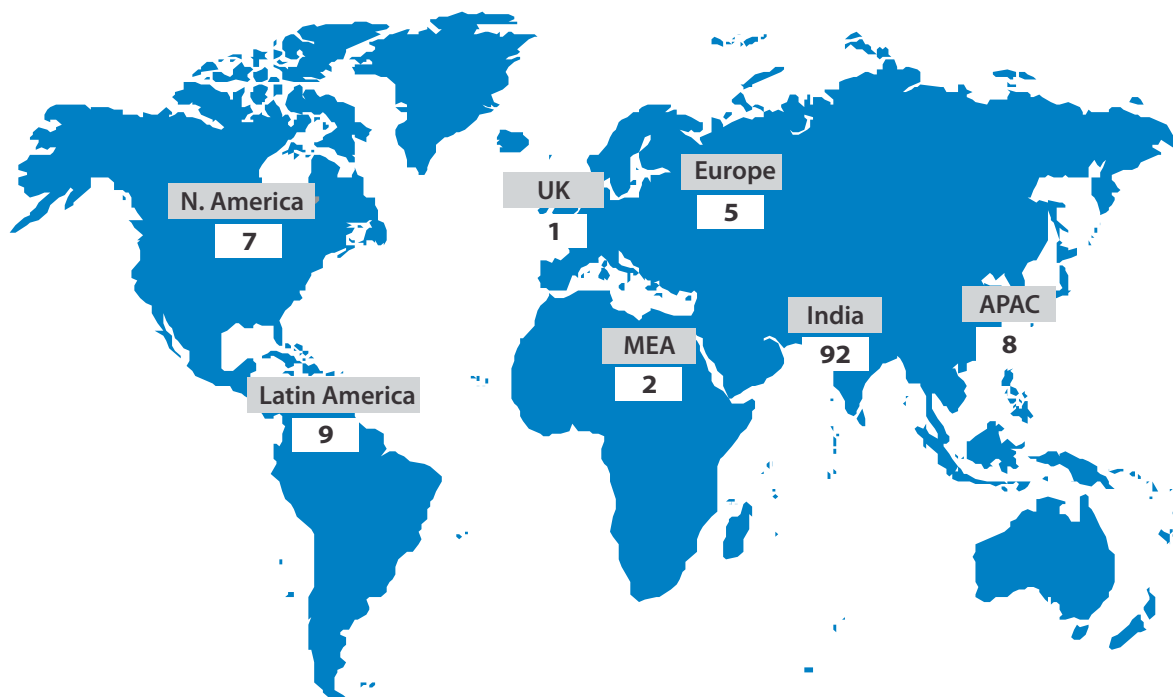 Europe
5
UK
1
N. America
7
India
92
APAC
8
MEA
2
Latin America
9